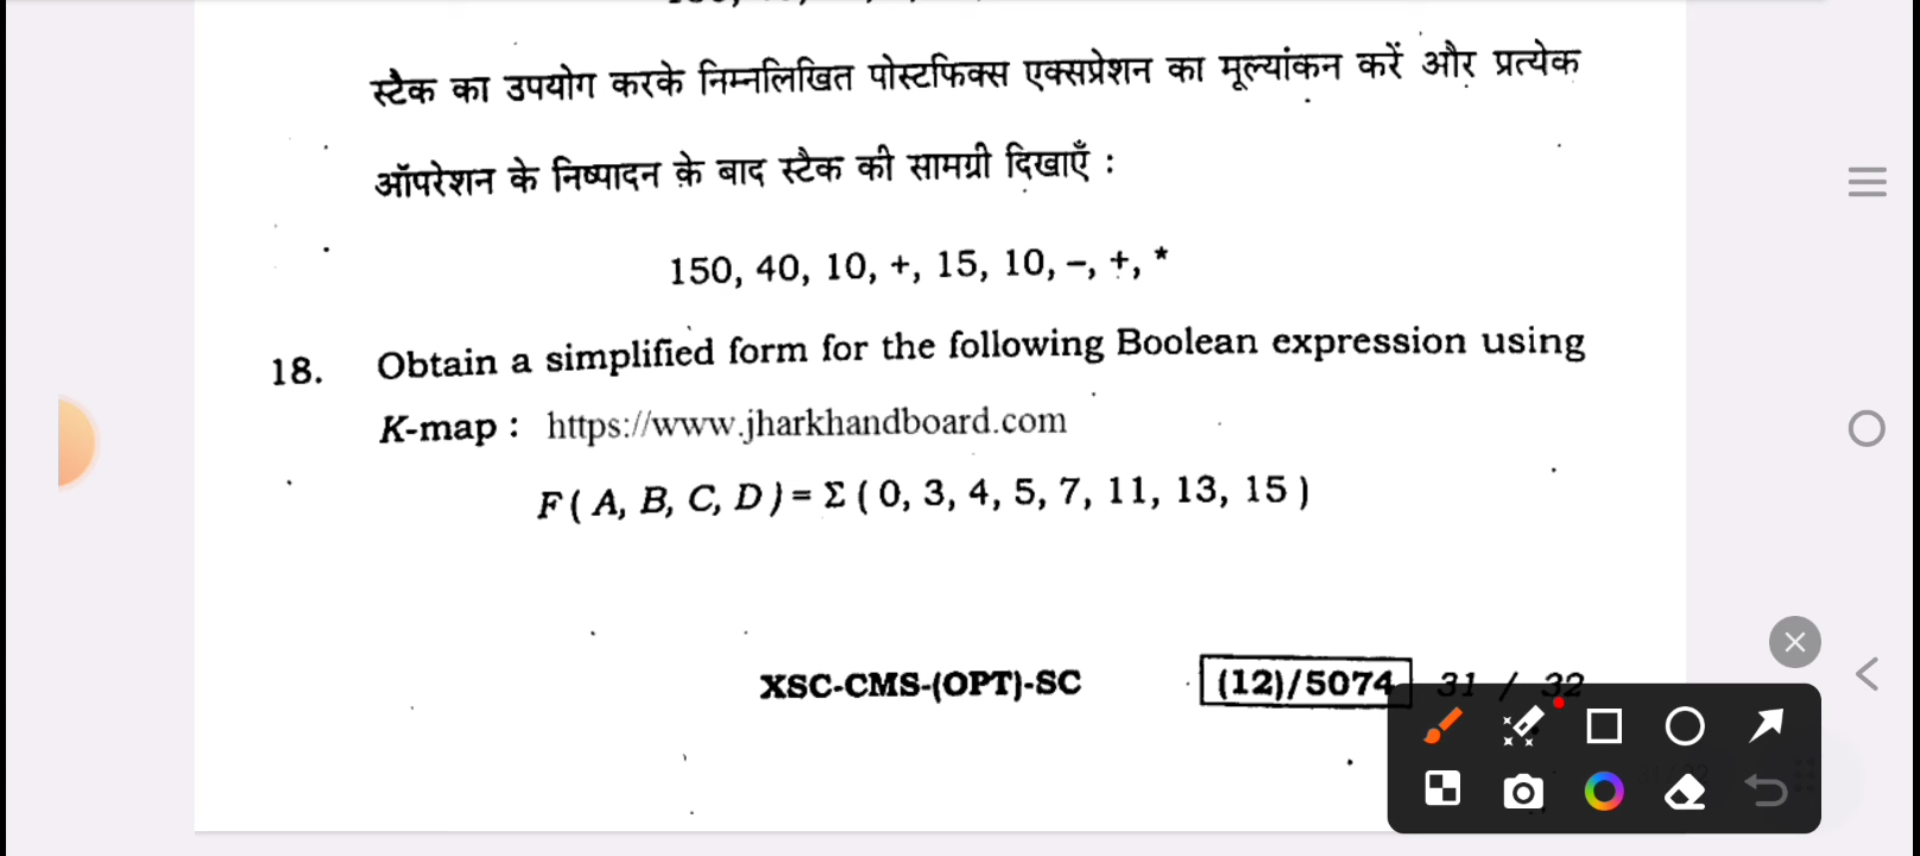 स्टैक का उपयोग करके निम्नलिखित पोस्टफिक्स एक्सप्रेशन का मूल्यांकन करें और प्रत्येक
ऑपरेशन के निष्पादन के बाद स्टैक की सामग्री दिखाएँ :
150, 40, 10, +, 15, 10, –, +, *
18. Obtain a simplified form for the following Boolean expression using
K-map : https://www.jharkhandboard.com
F ( A, B, C, D ) = Σ ( 0, 3, 4, 5, 7, 11, 13, 15 )
XSC-CMS-(OPT)-SC (12)/5074 31 / 32